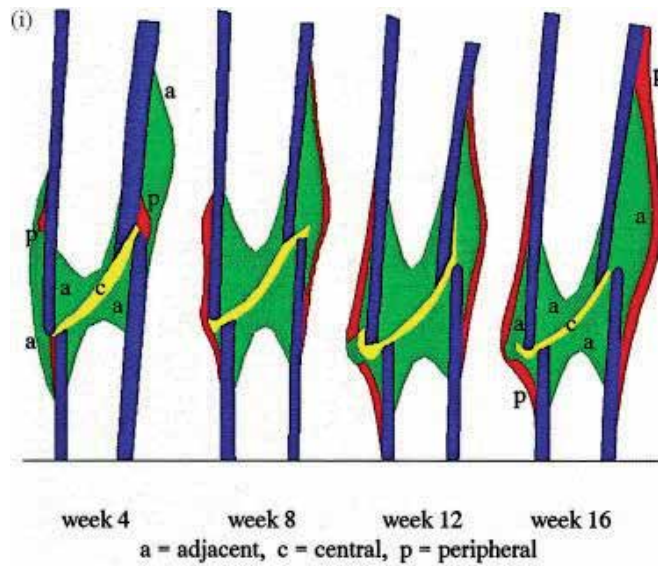 (i)
a
p
p
p
a
c
a
a
a
a
a
c
a
p
week 4 week 8 week 12 week 16
a = adjacent, c = central, p = peripheral